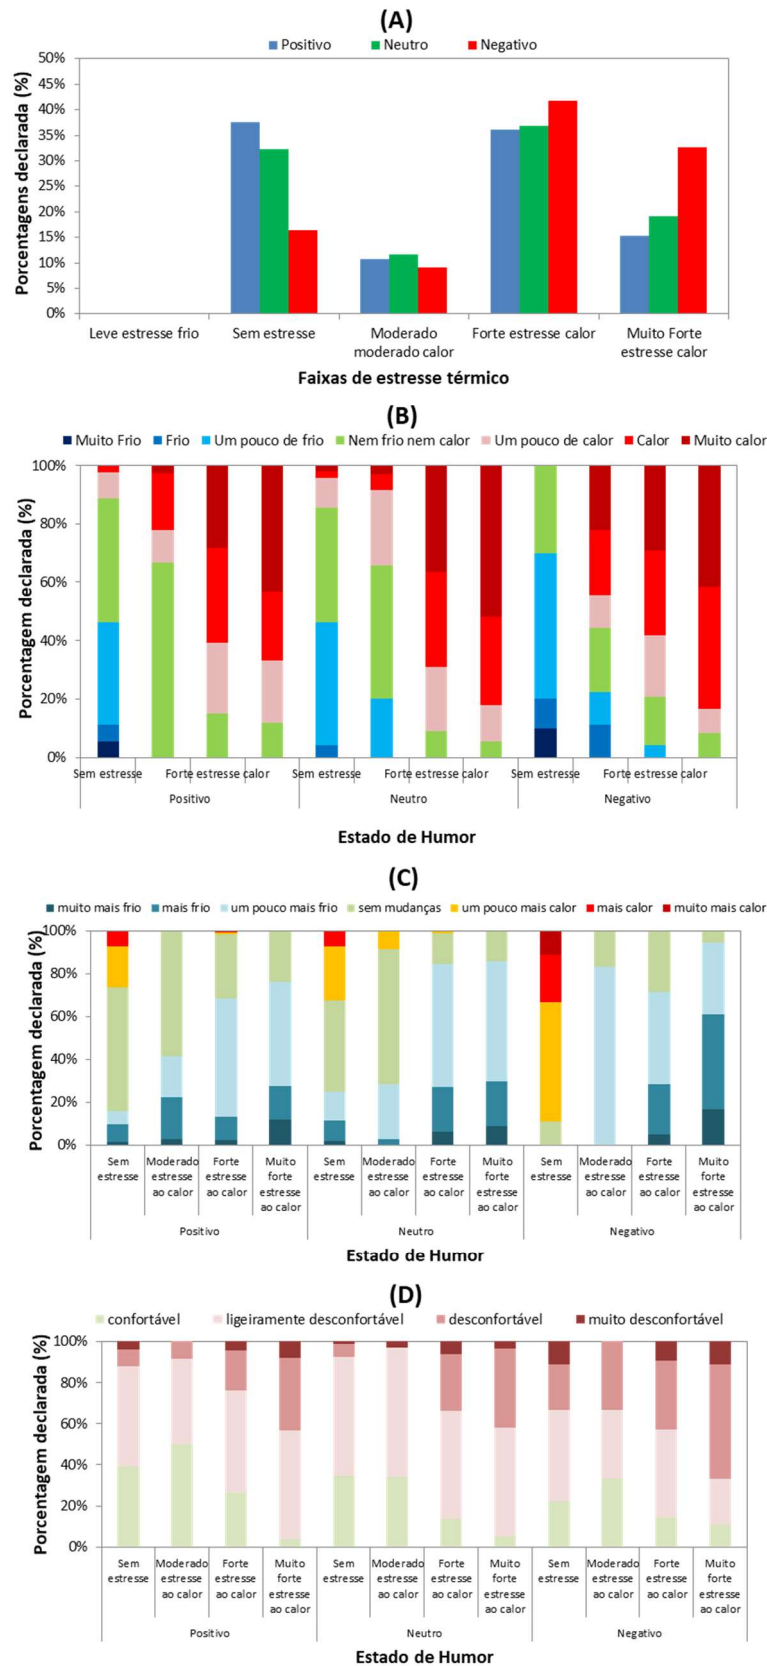 (A)
Positivo Neutro Negativo
Porcentagens declarada (%)
50%
45%
40%
35%
30%
25%
20%
15%
10%
5%
0%
Leve estresse frio Sem estresse Moderado Forte estresse calor Muito Forte
moderado calor estresse calor
Faixas de estresse térmico
(B)
Muito Frio Frio Um pouco de frio Nem frio nem calor Um pouco de calor Calor Muito calor
Porcentagem declarada (%)
100%
80%
60%
40%
20%
0%
Sem estresse Forte estresse calor Sem estresse Forte estresse calor Sem estresse Forte estresse calor
Positivo Neutro Negativo
Estado de Humor
(C)
muito mais frio mais frio um pouco mais frio sem mudanças um pouco mais calor mais calor muito mais calor
Porcentagem declarada (%)
100%
80%
60%
40%
20%
0%
Sem Moderado Forte Muito Sem Moderado Forte Muito Sem Moderado Forte Muito
estresse estresse estresse forte estresse estresse estresse forte estresse estresse estresse forte
ao calor ao calor estresse ao calor ao calor estresse ao calor ao calor estresse
ao calor ao calor ao calor
Positivo Neutro Negativo
Estado de Humor
(D)
confortável ligeiramente desconfortável desconfortável muito desconfortável
Porcentagem declarada (%)
100%
80%
60%
40%
20%
0%
Sem Moderado Forte Muito Sem Moderado Forte Muito Sem Moderado Forte Muito
estresse estresse estresse forte estresse estresse estresse forte estresse estresse estresse forte
ao calor ao calor estresse ao calor ao calor estresse ao calor ao calor estresse
ao calor ao calor ao calor
Positivo Neutro Negativo
Estado de Humor